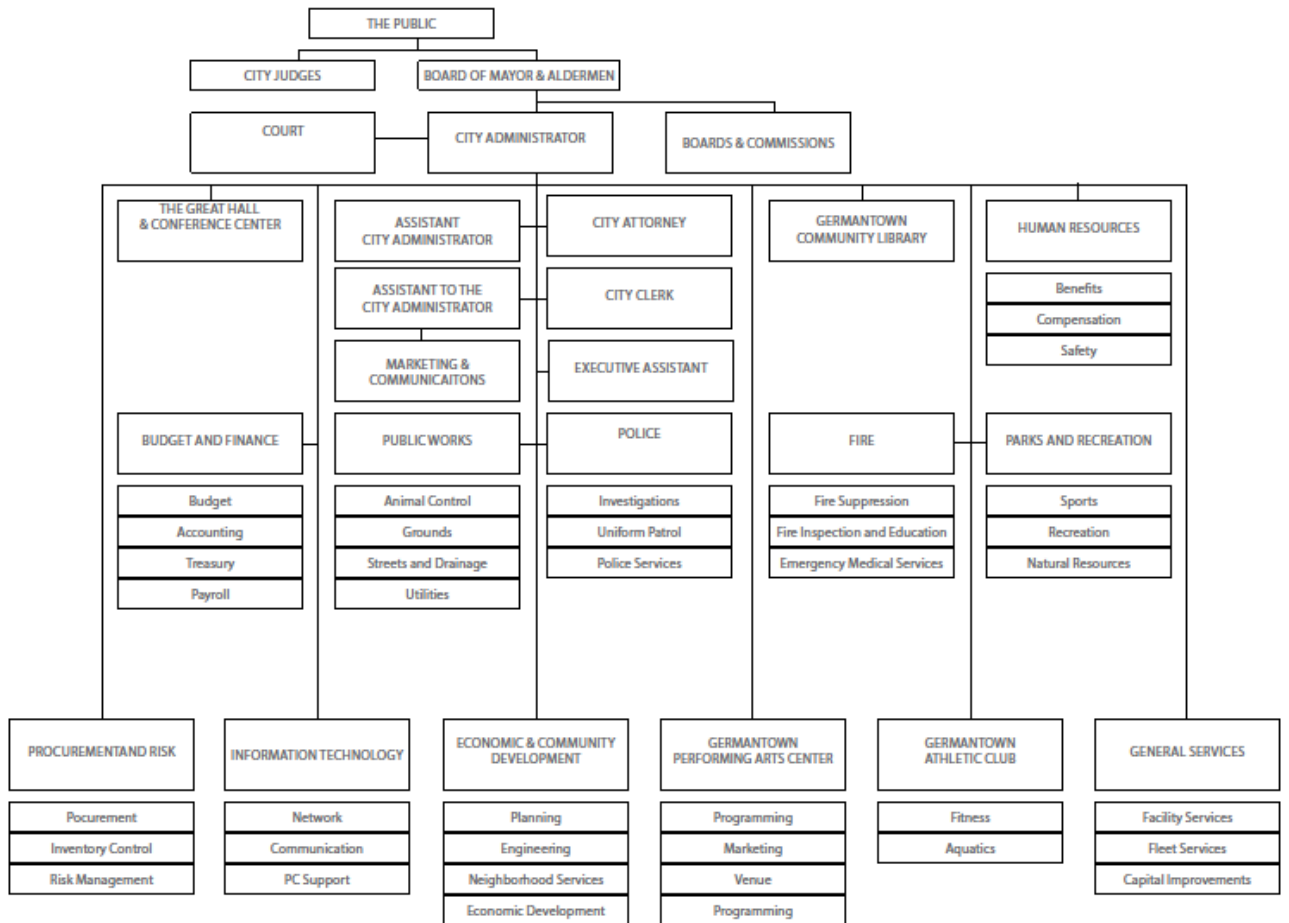 THE PUBLIC
CITY JUDGES
BOARD OF MAYOR & ALDERMEN
COURT
CITY ADMINISTRATOR
BOARDS & COMMISSIONS
THE GREAT HALL
& CONFERENCE CENTER
ASSISTANT
CITY ADMINISTRATOR
CITY ATTORNEY
GERMANTOWN
COMMUNITY LIBRARY
HUMAN RESOURCES
Benefits
Compensation
Safety
ASSISTANT TO THE
CITY ADMINISTRATOR
CITY CLERK
MARKETING &
COMMUNICAITONS
EXECUTIVE ASSISTANT
BUDGET AND FINANCE
Budget
Accounting
Treasury
Payroll
PUBLIC WORKS
Animal Control
Grounds
Streets and Drainage
Utilities
POLICE
Investigations
Uniform Patrol
Police Services
FIRE
Fire Suppression
Fire Inspection and Education
Emergency Medical Services
PARKS AND RECREATION
Sports
Recreation
Natural Resources
PROCUREMENTAND RISK
Pocurement
Inventory Control
Risk Management
INFORMATION TECHNOLOGY
Network
Communication
PC Support
ECONOMIC & COMMUNITY
DEVELOPMENT
Planning
Engineering
Neighborhood Services
Economic Development
GERMANTOWN
PERFORMING ARTS CENTER
Programming
Marketing
Venue
Programming
GERMANTOWN
ATHLETIC CLUB
Fitness
Aquatics
GENERAL SERVICES
Facility Services
Fleet Services
Capital Improvements